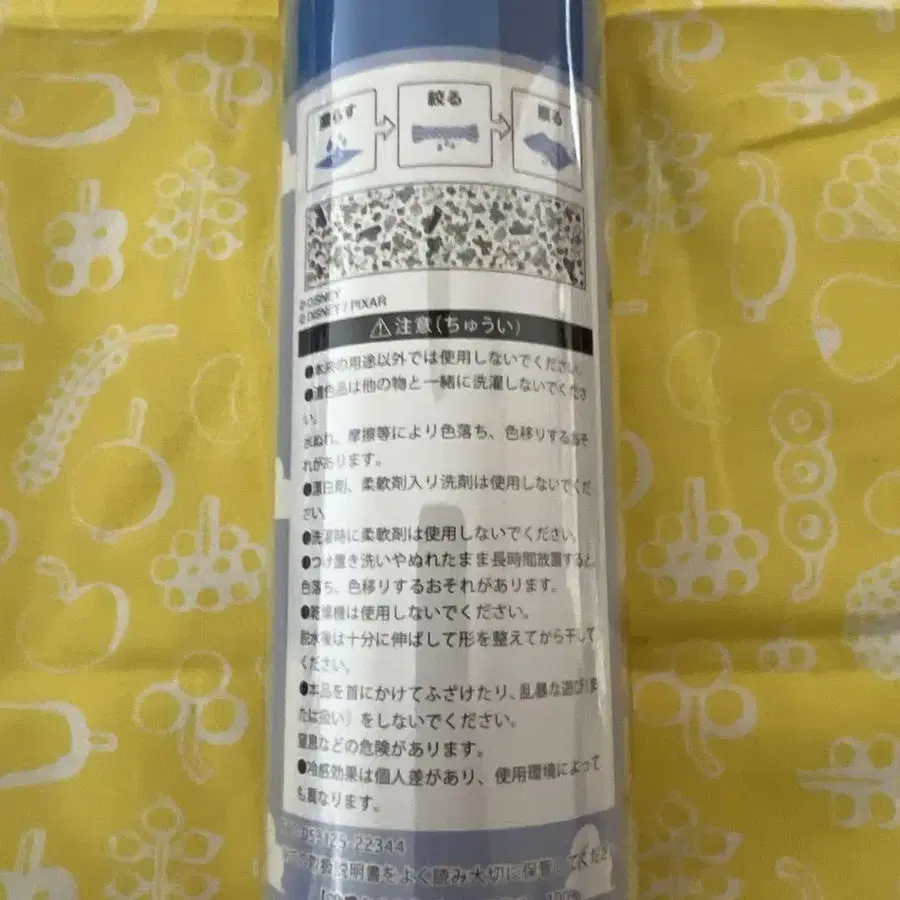 濡らす
絞る
振る
© DISNEY
© DISNEY / PIXAR
注意(ちゅうい)
●本来の用途以外では使用しないでください。
●濃色品は他の物と一緒に洗濯しないでくださ
い。
水ぬれ、摩擦等により色落ち、色移りするおそ
れがあります。
●漂白剤、柔軟剤入り洗剤は使用しないでくだ
さい。
●洗濯時に柔軟剤は使用しないでください。
●つけ置き洗いやぬれたまま長時間放置すると
色落ち、色移りするおそれがあります。
●乾燥機は使用しないでください。
脱水後は十分に伸ばして形を整えてから干して
ください。
●本品を首にかけてふざけたり、乱暴な遊び(ま
たは扱い)をしないでください。
窒息などの危険があります。
●冷感効果は個人差があり、使用環境によって
も異なります。
125-22344
取扱説明書をよく読み大切に保管してくださ
100%